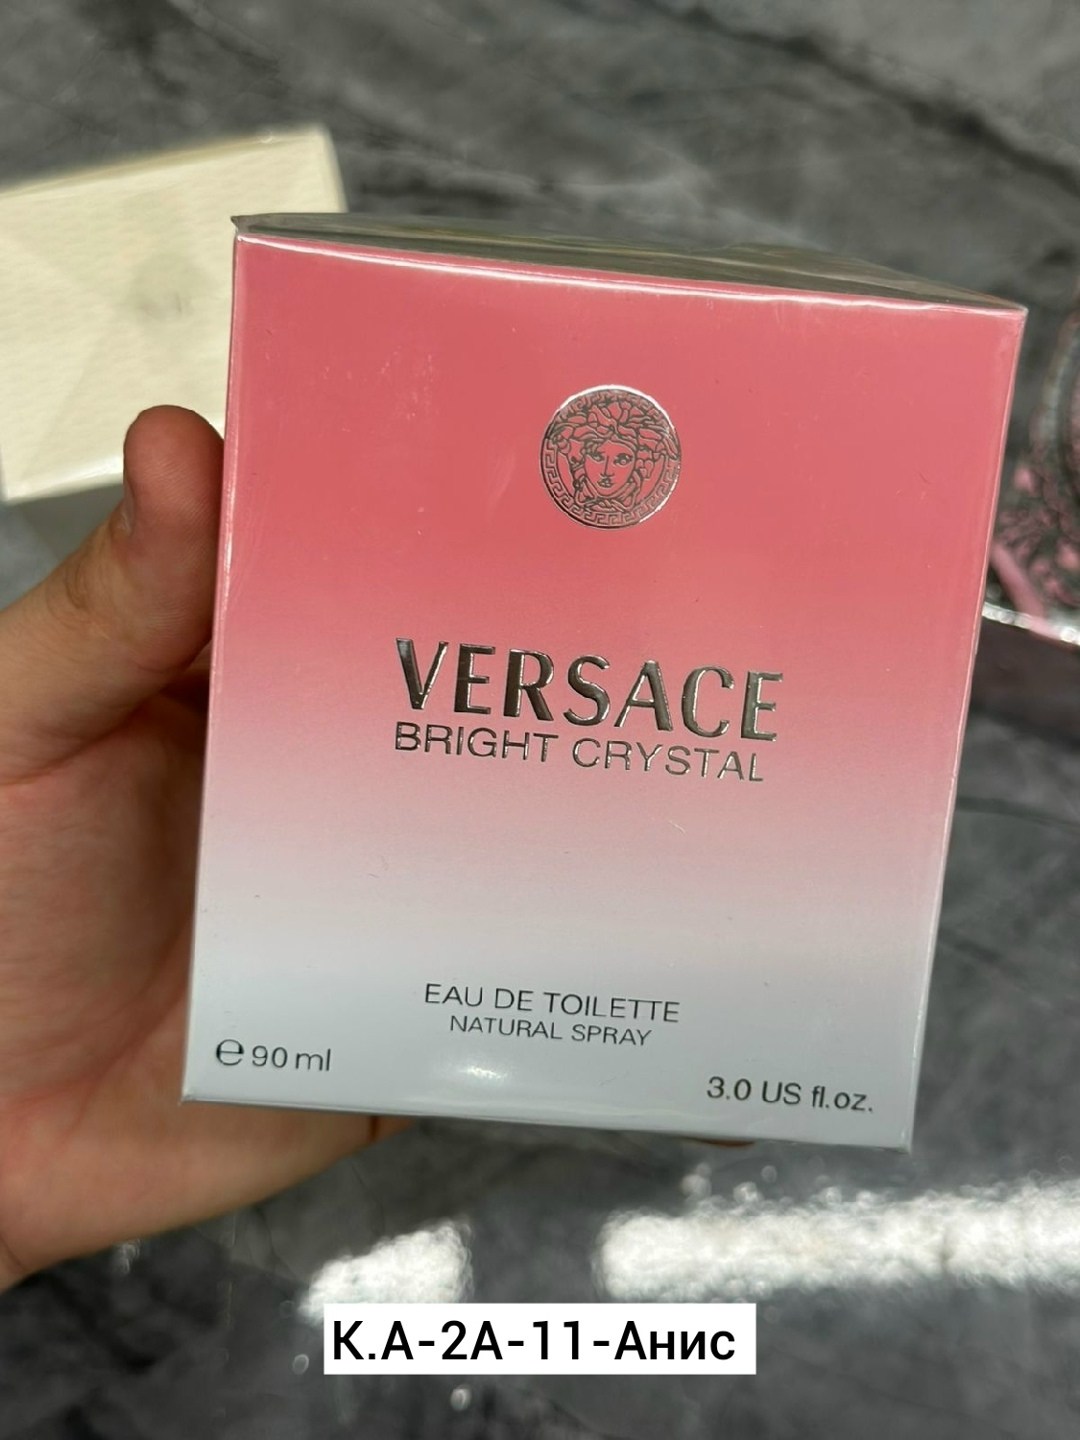 VERSACE
BRIGHT CRYSTAL
EAU DE TOILETTE
NATURAL SPRAY
e 90 ml
3.0 US fl.oz.
К.А-2А-11-Анис